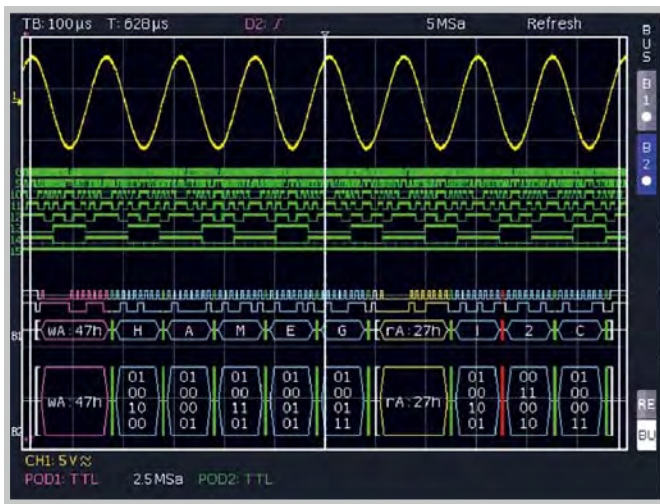 TB: 100μs T: 628μs D2: / 5MSa Refresh
BUS
B1
B2
1
B1 wA:47h H A M E G rA:27h I 2 C
B2 wA:47h 01 00 10 00 01 00 00 01 01 00 11 01 01 00 01 01 01 00 01 11 rA:27h 01 00 10 01 00 11 00 10 01 00 00 11
RE
BU
CH1: 5V≈
POD1: TTL 2.5MSa POD2: TTL